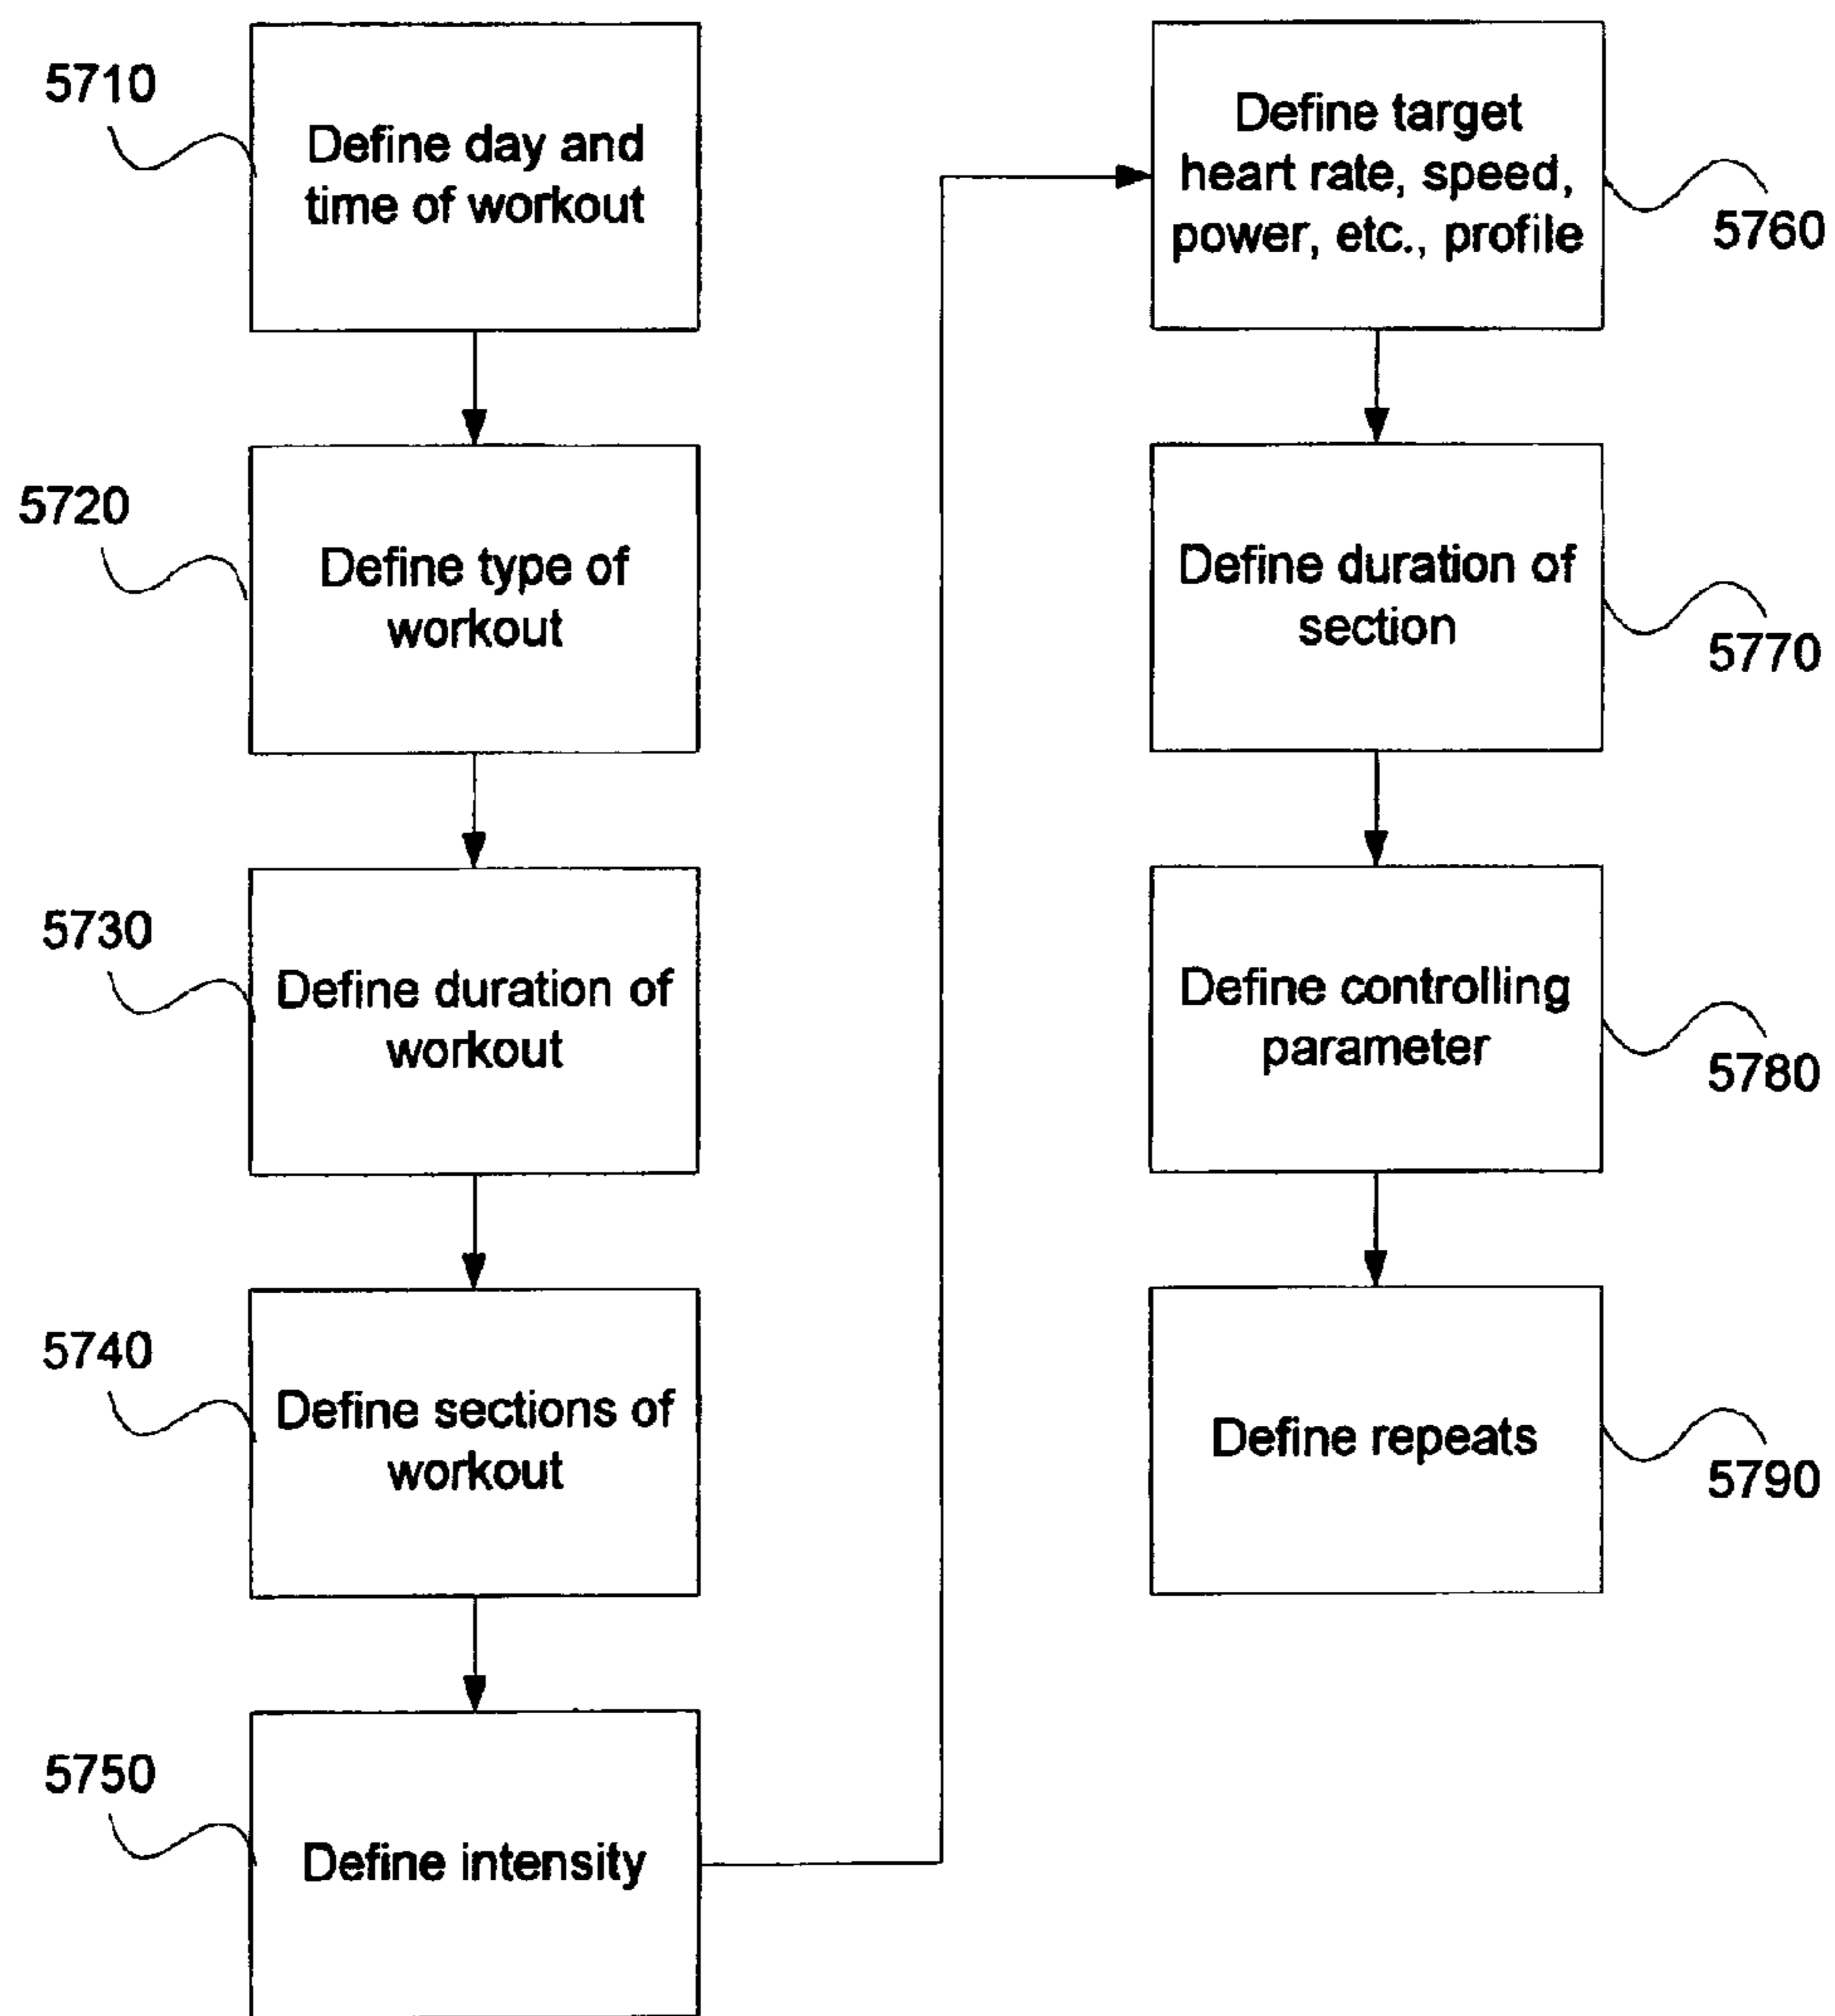 5710
Define day and
time of workout
5720
Define type of
workout
5730
Define duration of
workout
5740
Define sections of
workout
5750
Define intensity
Define target
heart rate, speed,
power, etc., profile
5760
Define duration of
section
5770
Define controlling
parameter
5780
Define repeats
5790